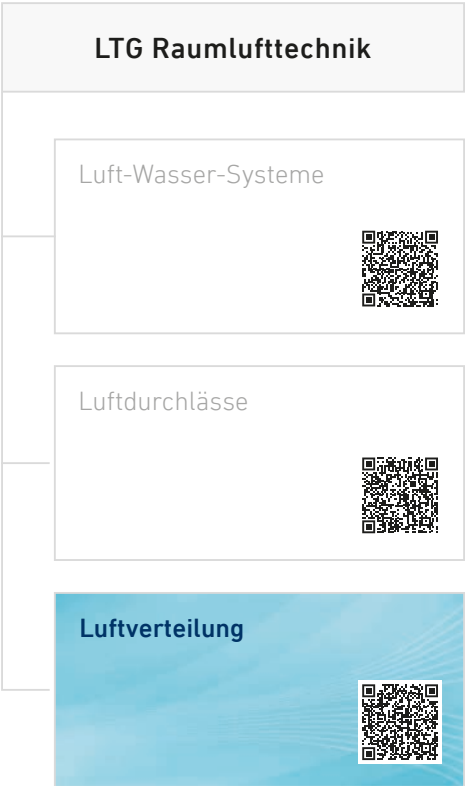 LTG Raumlufttechnik
Luft-Wasser-Systeme
Luftdurchlässe
Luftverteilung